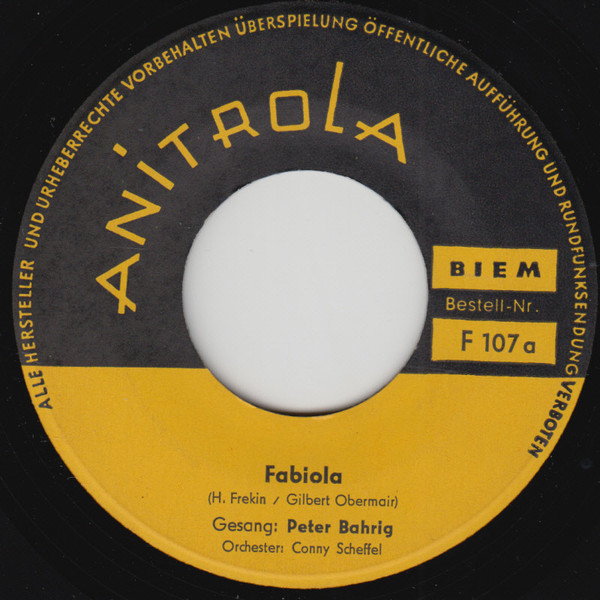 ALLE HERSTELLER UND URHEBERRECHTE VORBEHALTEN ÜBERSPIELUNG ÖFFENTLICHE AUFFÜHRUNG UND RUNDFUNKSENDUNG VERBOTEN
ANITROLA
BIEM
Bestell-Nr.
F 107 a
Fabiola
(H. Frekin / Gilbert Obermair)
Gesang: Peter Bahrig
Orchester: Conny Scheffel